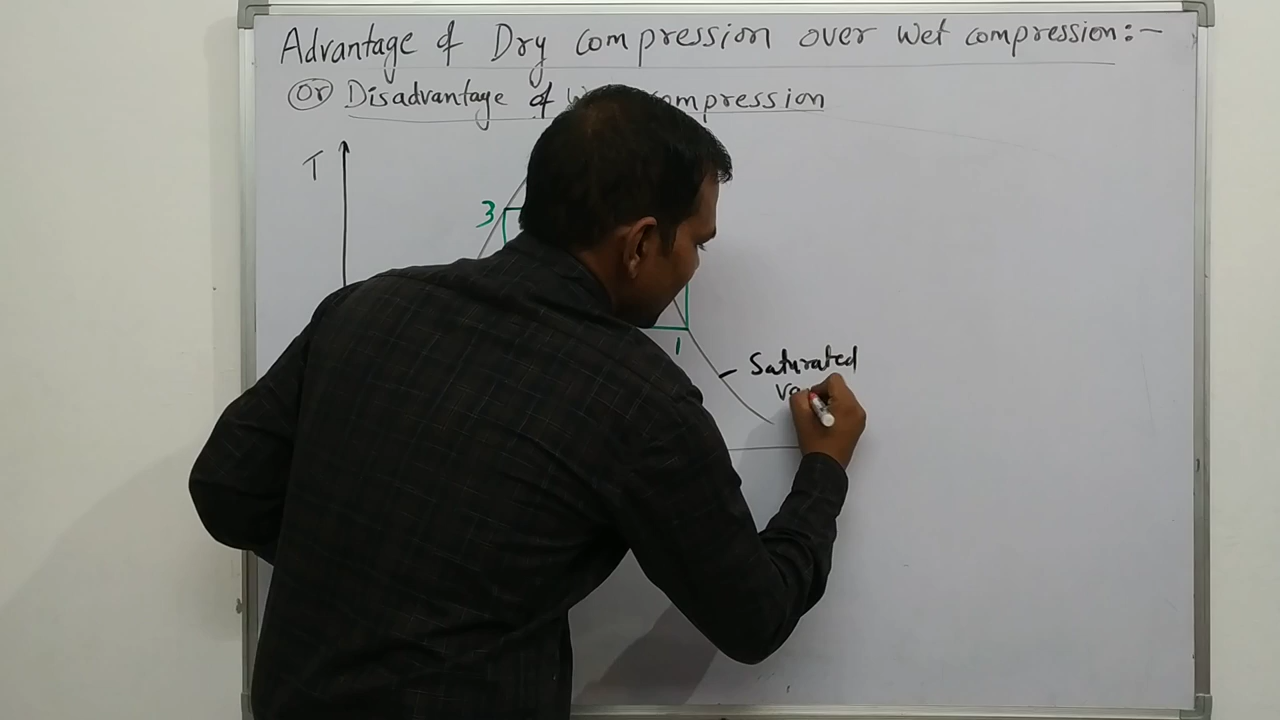 Advantage of Dry compression over Wet compression:-
Or Disadvantage of compression
T
3
1
Saturated